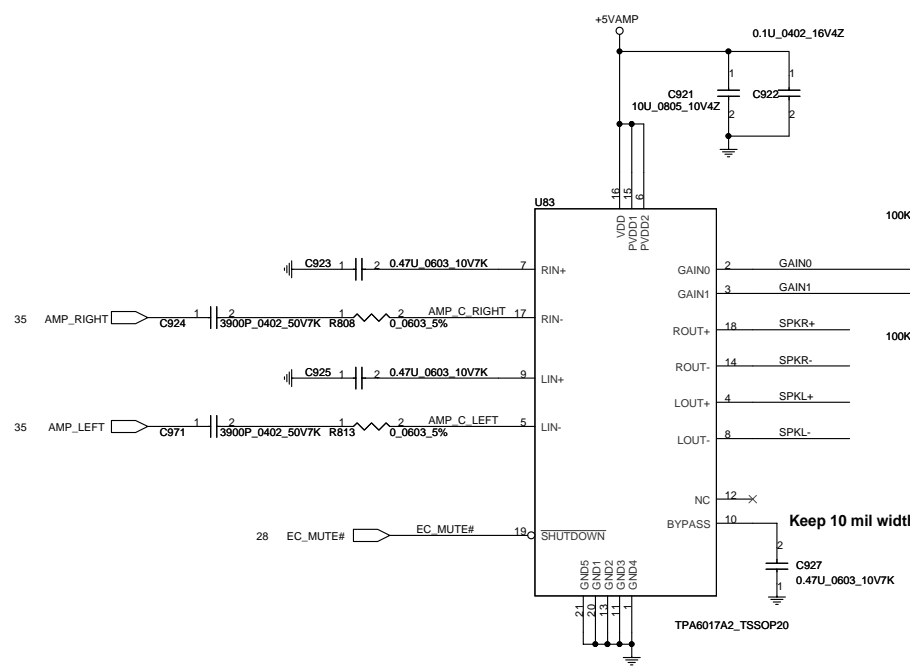 +5VAMP
0.1U_0402_16V4Z
1
1
C921
C922
10U_0805_10V4Z
2
2
U83
16
15
6
VDD
PVDD1
PVDD2
100K
C923
1
2
0.47U_0603_10V7K
7
RIN+
GAIN0
2
GAIN0
GAIN1
3
GAIN1
35
AMP_RIGHT
1
2
C924
3900P_0402_50V7K
R808
1
2
0_0603_5%
AMP_C_RIGHT
17
RIN-
ROUT+
18
SPKR+
100K
ROUT-
14
SPKR-
C925
1
2
0.47U_0603_10V7K
9
LIN+
LOUT+
4
SPKL+
35
AMP_LEFT
1
2
C971
3900P_0402_50V7K
R813
1
2
0_0603_5%
AMP_C_LEFT
5
LIN-
LOUT-
8
SPKL-
NC
12
BYPASS
10
Keep 10 mil width
28
EC_MUTE#
EC_MUTE#
19
SHUTDOWN
2
C927
1
0.47U_0603_10V7K
GND5
GND1
GND2
GND3
GND4
21
20
13
11
1
TPA6017A2_TSSOP20